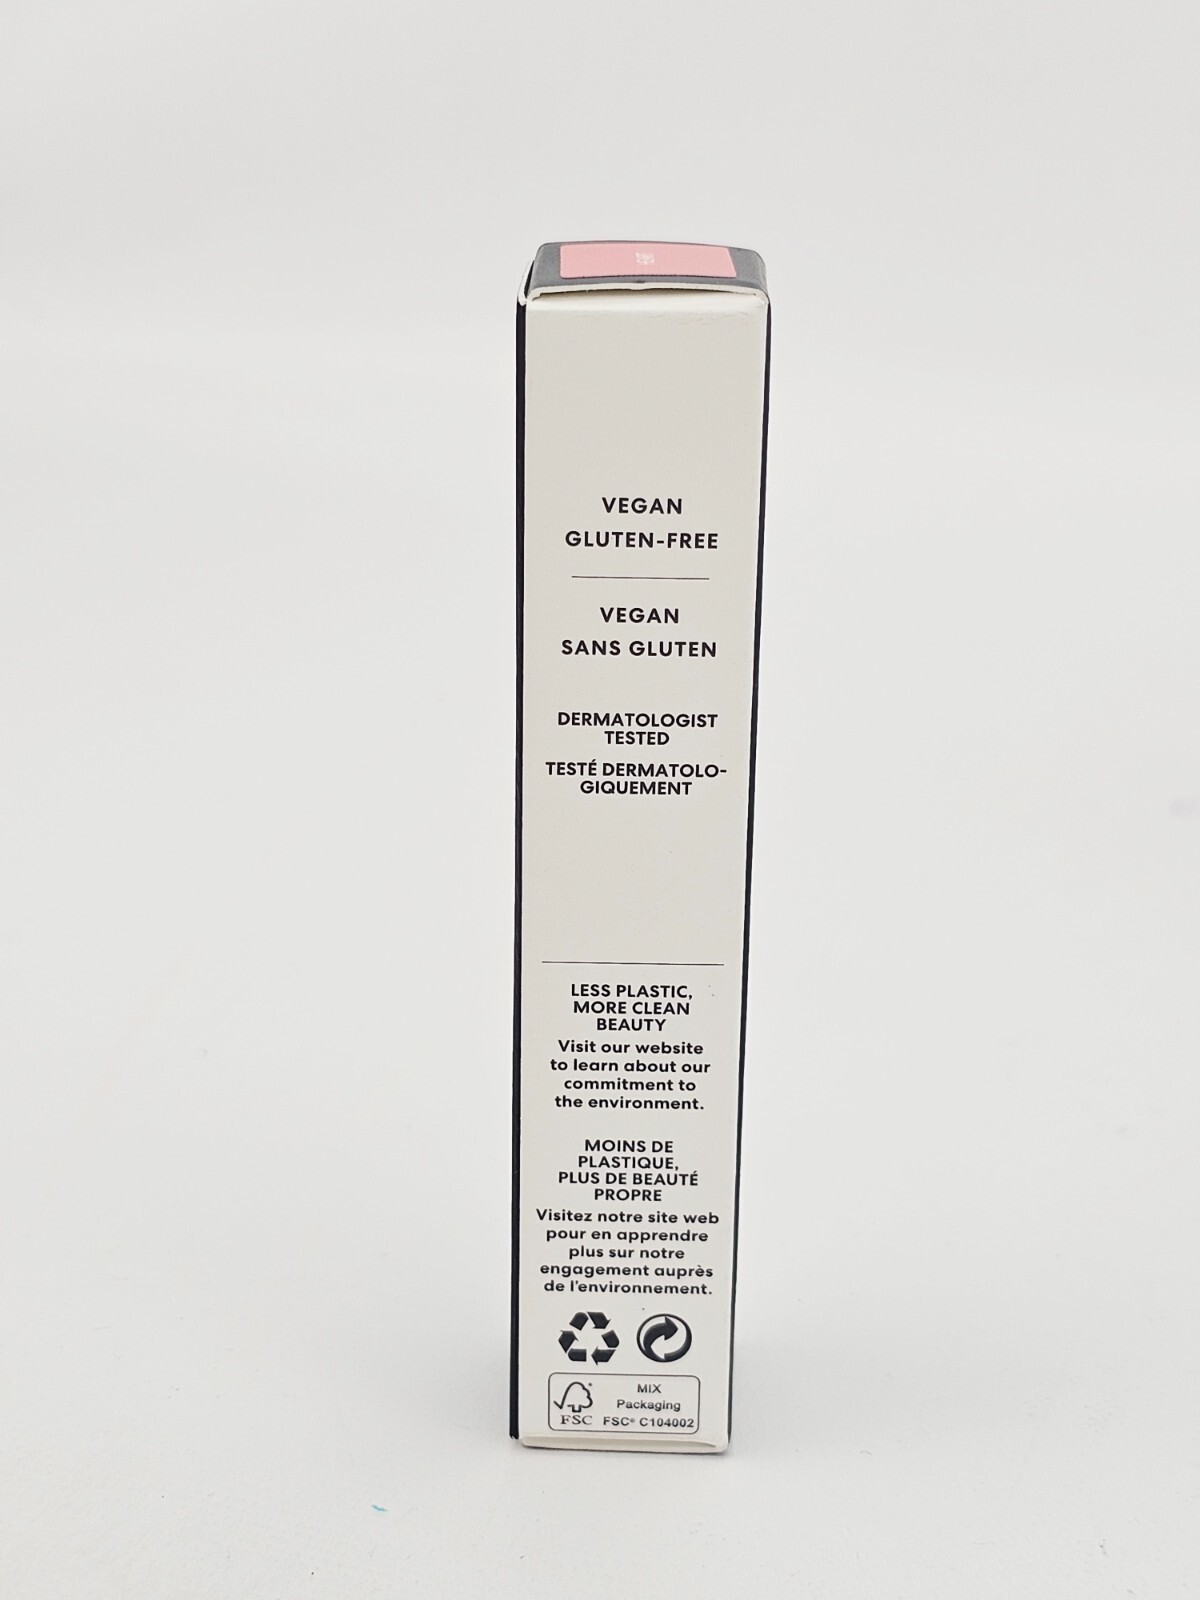 VEGAN
GLUTEN-FREE
VEGAN
SANS GLUTEN
DERMATOLOGIST
TESTED
TESTÉ DERMATOLO-
GIQUEMENT
LESS PLASTIC,
MORE CLEAN
BEAUTY
Visit our website
to learn about our
commitment to
the environment.
MOINS DE
PLASTIQUE,
PLUS DE BEAUTÉ
PROPRE
Visitez notre site web
pour en apprendre
plus sur notre
engagement auprès
de l'environnement.
MIX
Packaging
FSC FSC® C104002